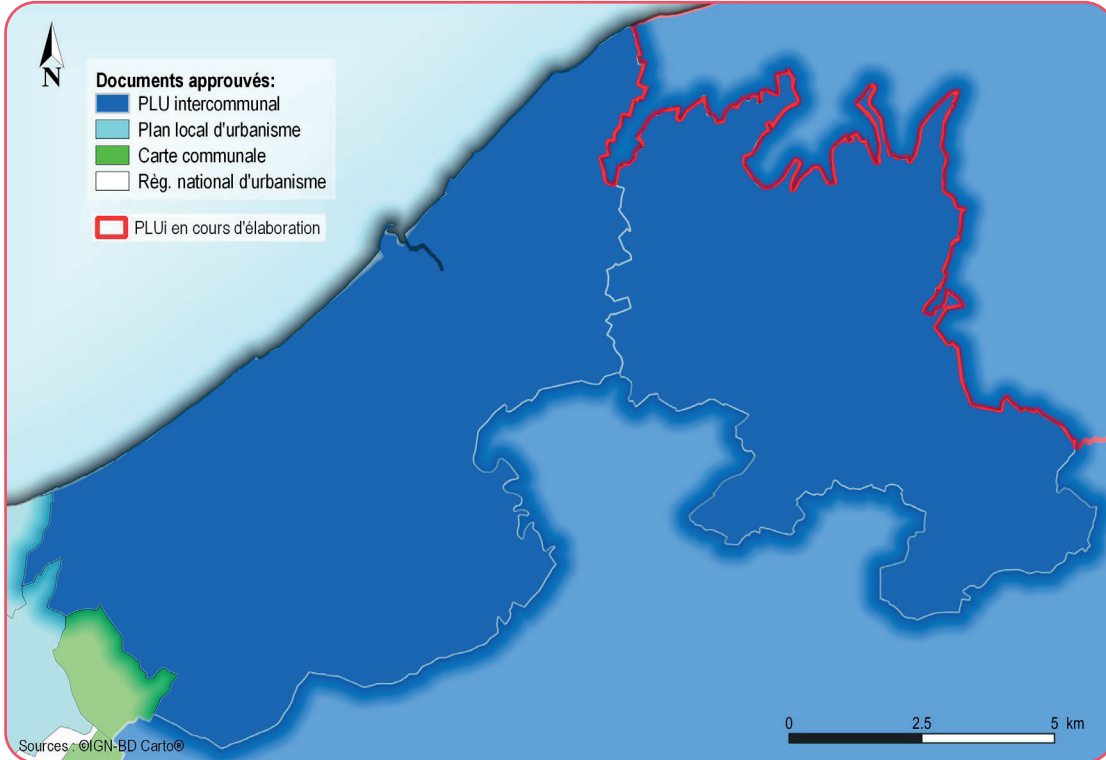 N
Documents approuvés:
PLU intercommunal
Plan local d'urbanisme
Carte communale
Règ. national d'urbanisme
PLUi en cours d'élaboration
0 2.5 5 km
Sources : ©IGN-BD Carto®